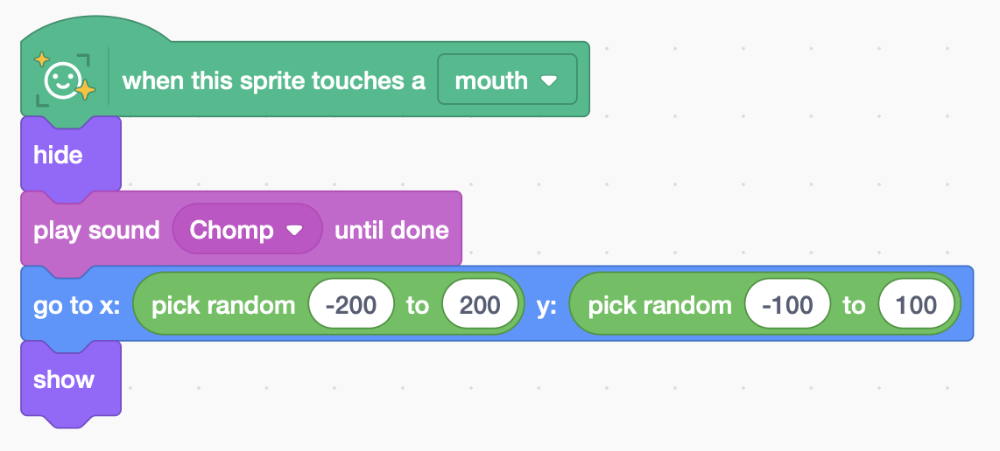 when this sprite touches a mouth
hide
play sound Chomp until done
go to x: pick random -200 to 200 y: pick random -100 to 100
show